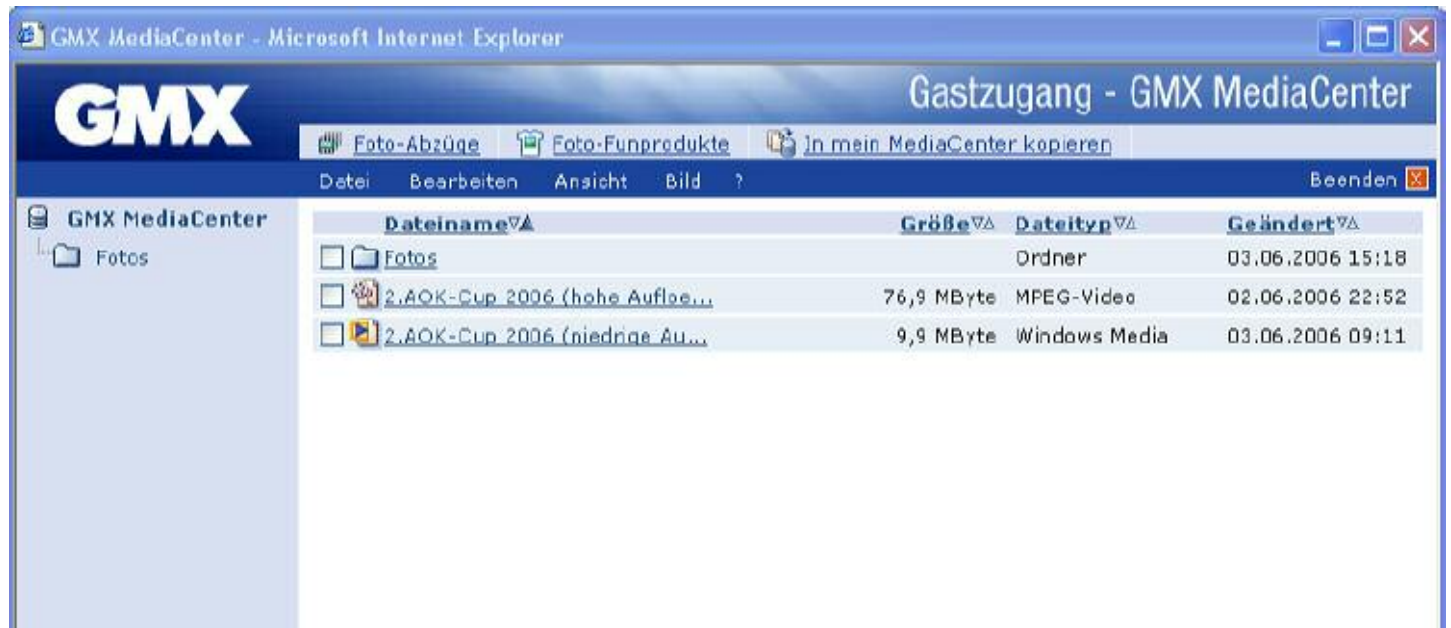 GMX MediaCenter - Microsoft Internet Explorer
GMX
Gastzugang - GMX MediaCenter
Foto-Abzüge Foto-Funprodukte In mein MediaCenter kopieren
Datei Bearbeiten Ansicht Bild ? Beenden X
GMX MediaCenter
Fotos
Dateiname Größe Dateityp Geändert
Fotos Ordner 03.06.2006 15:18
2.AOK-Cup 2006 (hohe Aufloe... 76,9 MByte MPEG-Video 02.06.2006 22:52
2.AOK-Cup 2006 (niedrige Au... 9,9 MByte Windows Media 03.06.2006 09:11